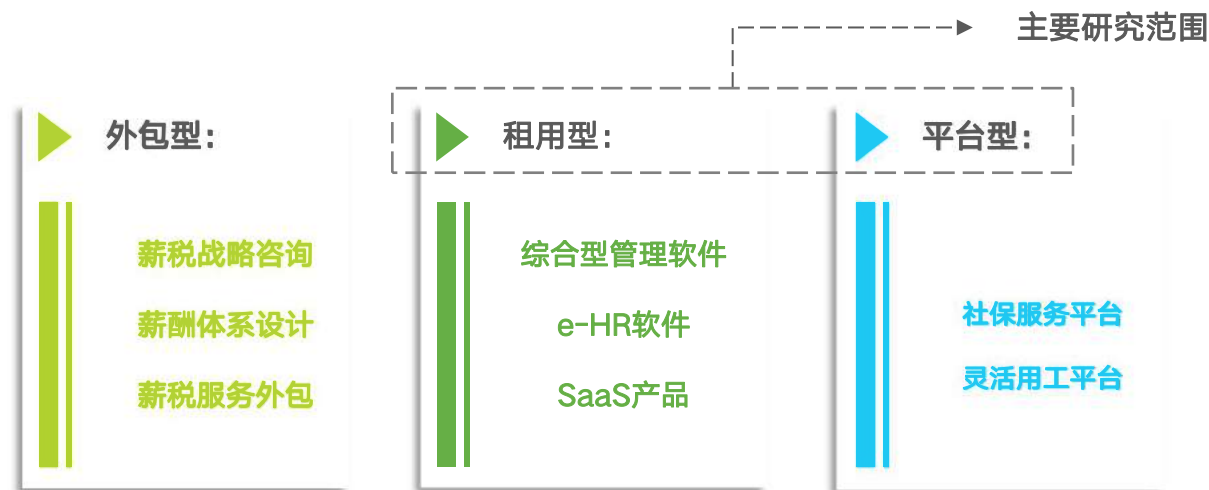 主要研究范围
外包型：
薪税战略咨询
薪酬体系设计
薪税服务外包
租用型：
综合型管理软件
e-HR软件
SaaS产品
平台型：
社保服务平台
灵活用工平台